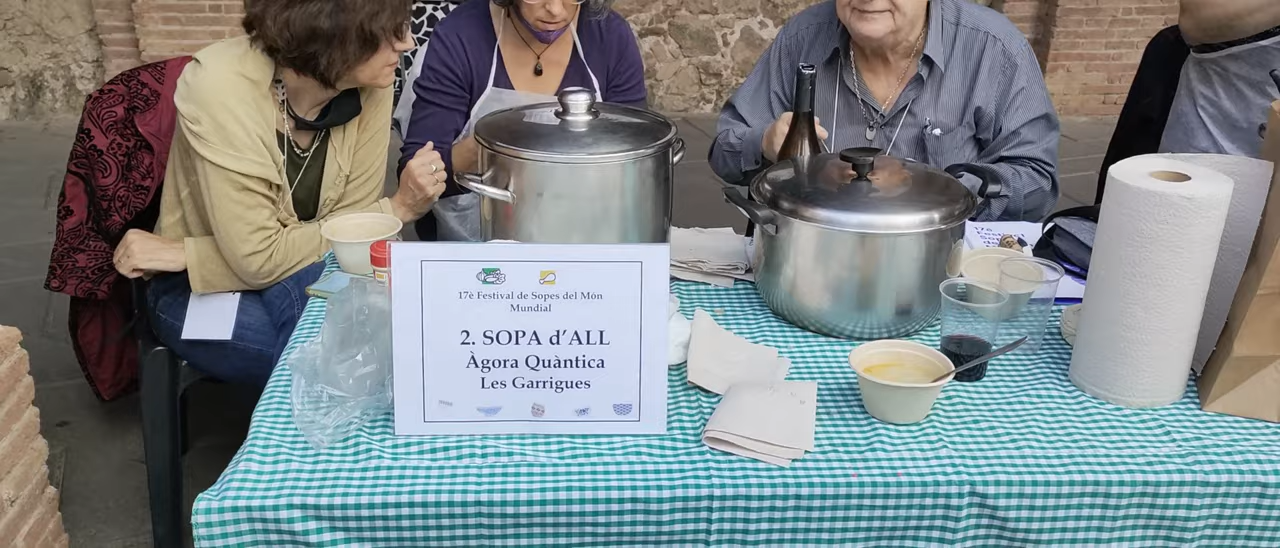 17è Festival de Sopes del Món
Mundial
2. SOPA d'ALL
Àgora Quàntica
Les Garrigues